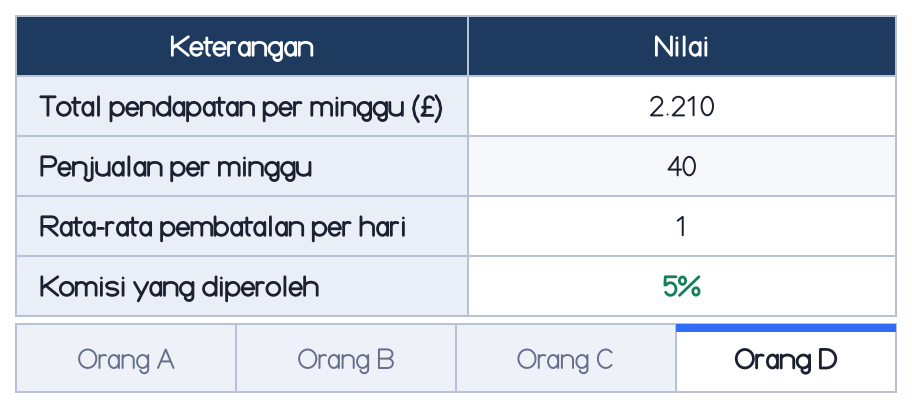 Keterangan Nilai
Total pendapatan per minggu (£) 2.210
Penjualan per minggu 40
Rata-rata pembatalan per hari 1
Komisi yang diperoleh 5%
Orang A Orang B Orang C Orang D